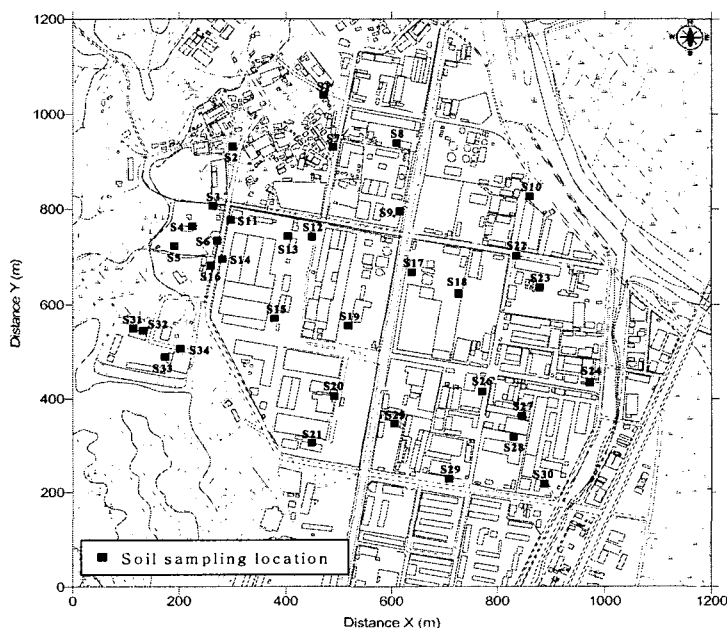 1200
1000
800
600
400
200
0
Distance Y (m)
N
S
S2
S7
S8
S3
S10
S9
S4
S11
S12
S6
S13
S5
S14
S16
S22
S17
S18
S23
S15
S19
S31
S32
S34
S33
S20
S26
S24
S27
S21
S28
S29
S30
Soil sampling location
0
200
400
600
800
1000
1200
Distance X (m)